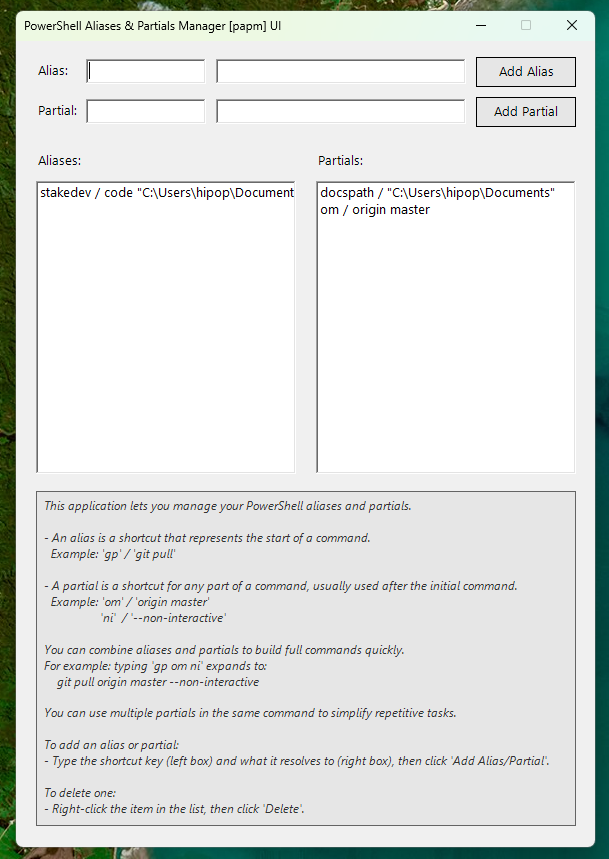 PowerShell Aliases & Partials Manager [papm] UI
Alias:
Add Alias
Partial:
Add Partial
Aliases:
Partials:
stakedev / code "C:\Users\hipop\Document
docspath / "C:\Users\hipop\Documents"
om / origin master
This application lets you manage your PowerShell aliases and partials.
- An alias is a shortcut that represents the start of a command.
Example: 'gp' / 'git pull'
- A partial is a shortcut for any part of a command, usually used after the initial command.
Example: 'om' / 'origin master'
'ni' / '--non-interactive'
You can combine aliases and partials to build full commands quickly.
For example: typing 'gp om ni' expands to:
git pull origin master --non-interactive
You can use multiple partials in the same command to simplify repetitive tasks.
To add an alias or partial:
- Type the shortcut key (left box) and what it resolves to (right box), then click 'Add Alias/Partial'.
To delete one:
- Right-click the item in the list, then click 'Delete'.